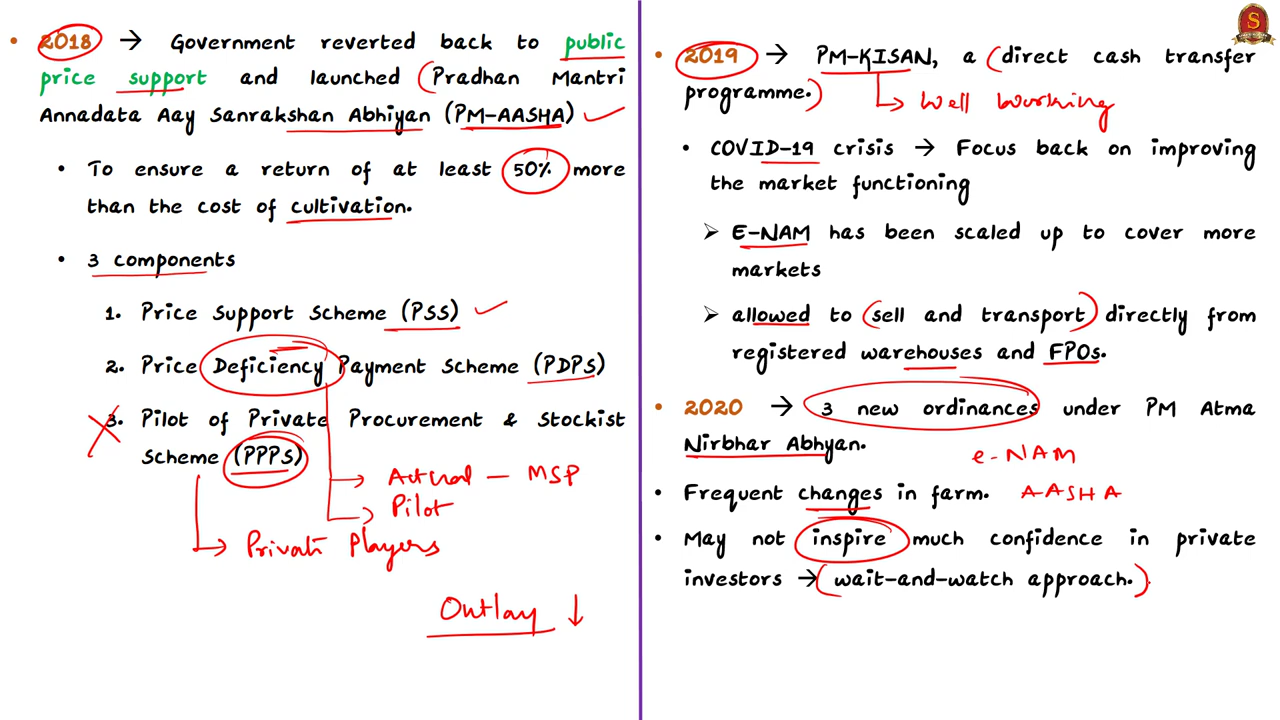 • 2018 → Government reverted back to public
price support and launched (Pradhan Mantri
Annadata Aay Sanrakshan Abhiyan (PM-AASHA)
• To ensure a return of at least 50% more
than the cost of cultivation.
• 3 components
1. Price Support Scheme (PSS)
2. Price Deficiency Payment Scheme (PDPS)
3. Pilot of Private Procurement & Stockist
Scheme (PPPS)
→ Actual – MSP
→ Pilot
→ Private Players
Outlay ↓
• 2019 → PM-KISAN, a (direct cash transfer
programme.)
→ Well Working
• COVID-19 crisis → Focus back on improving
the market functioning
➢ E-NAM has been scaled up to cover more
markets
➢ allowed to (sell and transport) directly from
registered warehouses and FPOs.
• 2020 → 3 new ordinances under PM Atma
Nirbhar Abhyan.
e-NAM
• Frequent changes in farm.
AASHA
• May not inspire much confidence in private
investors → (wait-and-watch approach.)
S